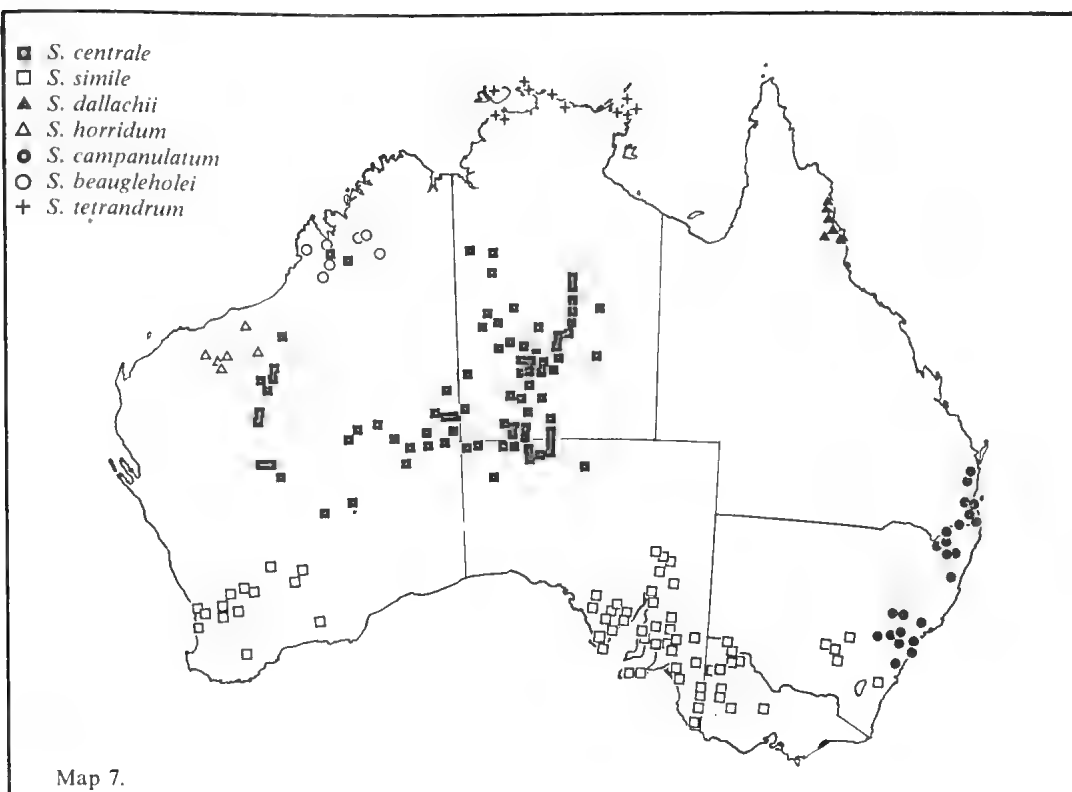 S. centrale
S. simile
S. dallachii
S. horridum
S. campanulatum
S. beaugleholei
S. tetrandrum
Map 7.